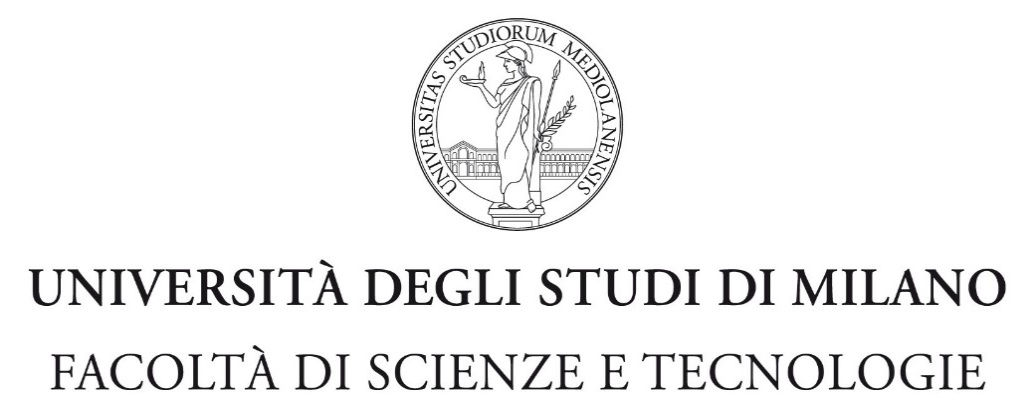 UNIVERSITAS STUDIORUM MEDIOLANENSIS
UNIVERSITÀ DEGLI STUDI DI MILANO
FACOLTÀ DI SCIENZE E TECNOLOGIE